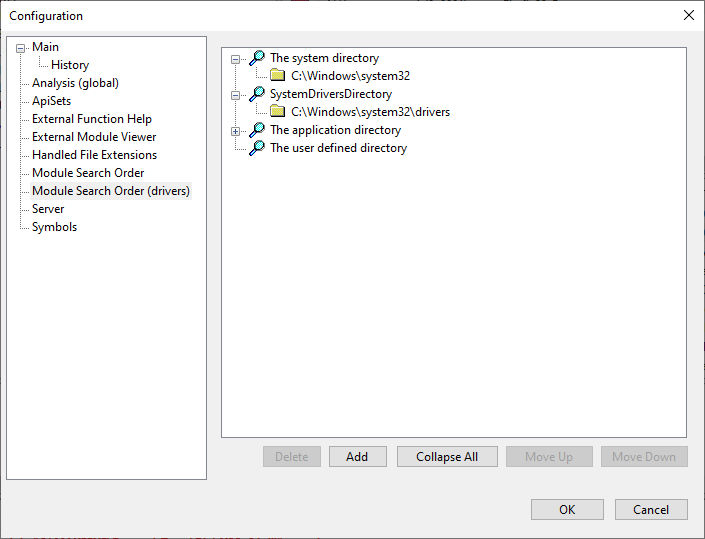 Configuration
Main
History
Analysis (global)
ApiSets
External Function Help
External Module Viewer
Handled File Extensions
Module Search Order
Module Search Order (drivers)
Server
Symbols
The system directory
C:\Windows\system32
SystemDriversDirectory
C:\Windows\system32\drivers
The application directory
The user defined directory
Delete
Add
Collapse All
Move Up
Move Down
OK
Cancel